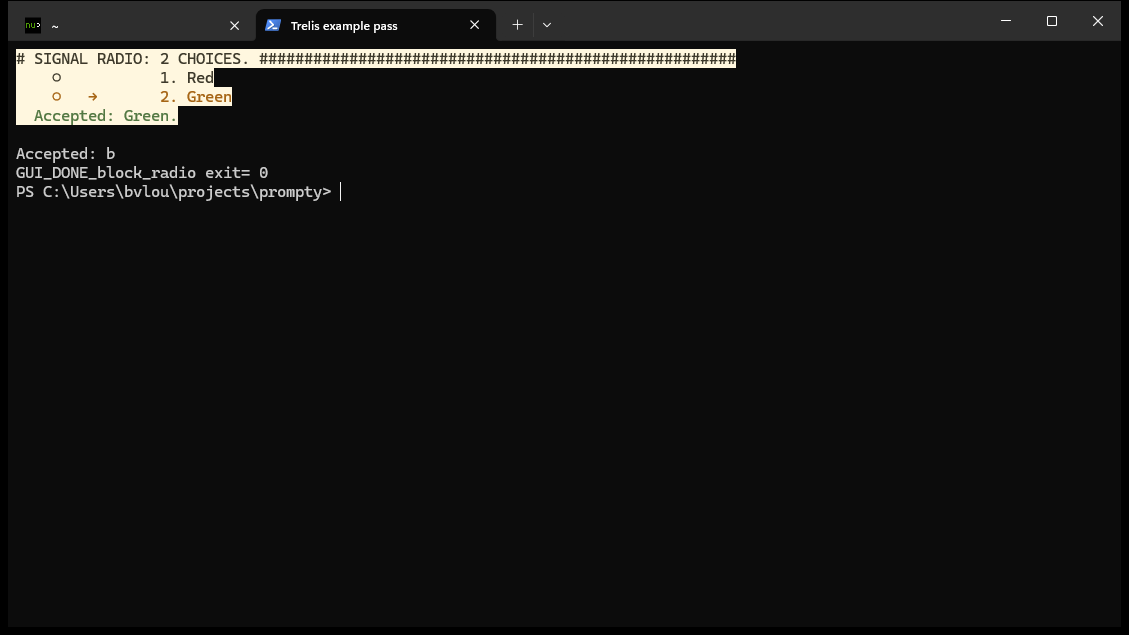 nu> ~
Trelis example pass
# SIGNAL RADIO: 2 CHOICES. #####################################################
○ 1. Red
○ → 2. Green
Accepted: Green.
Accepted: b
GUI_DONE_block_radio exit= 0
PS C:\Users\bvlou\projects\prompty>